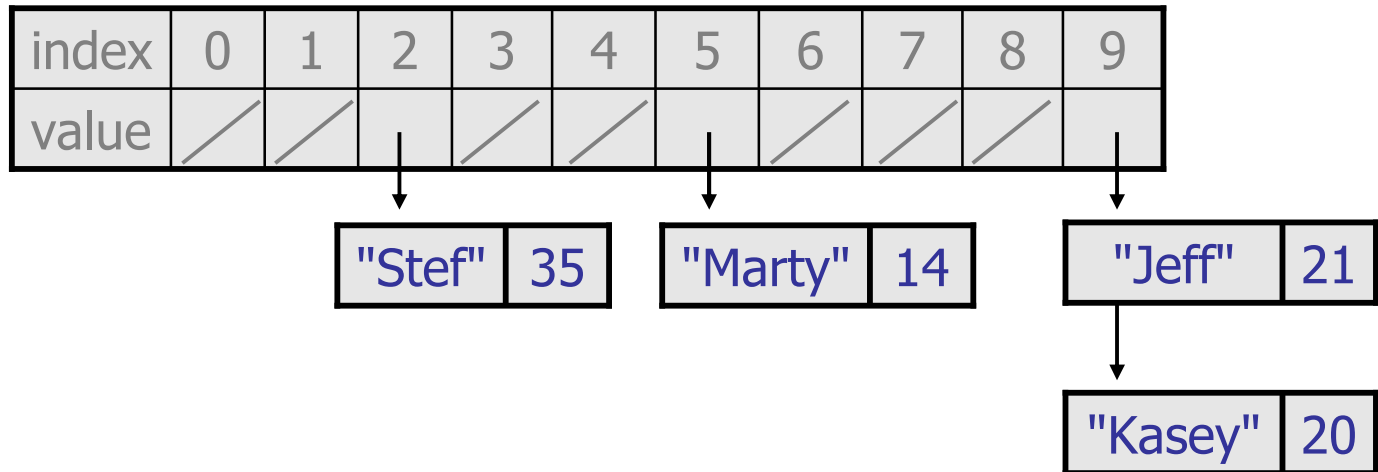 index 0 1 2 3 4 5 6 7 8 9
value
"Stef" 35 "Marty" 14 "Jeff" 21
"Kasey" 20